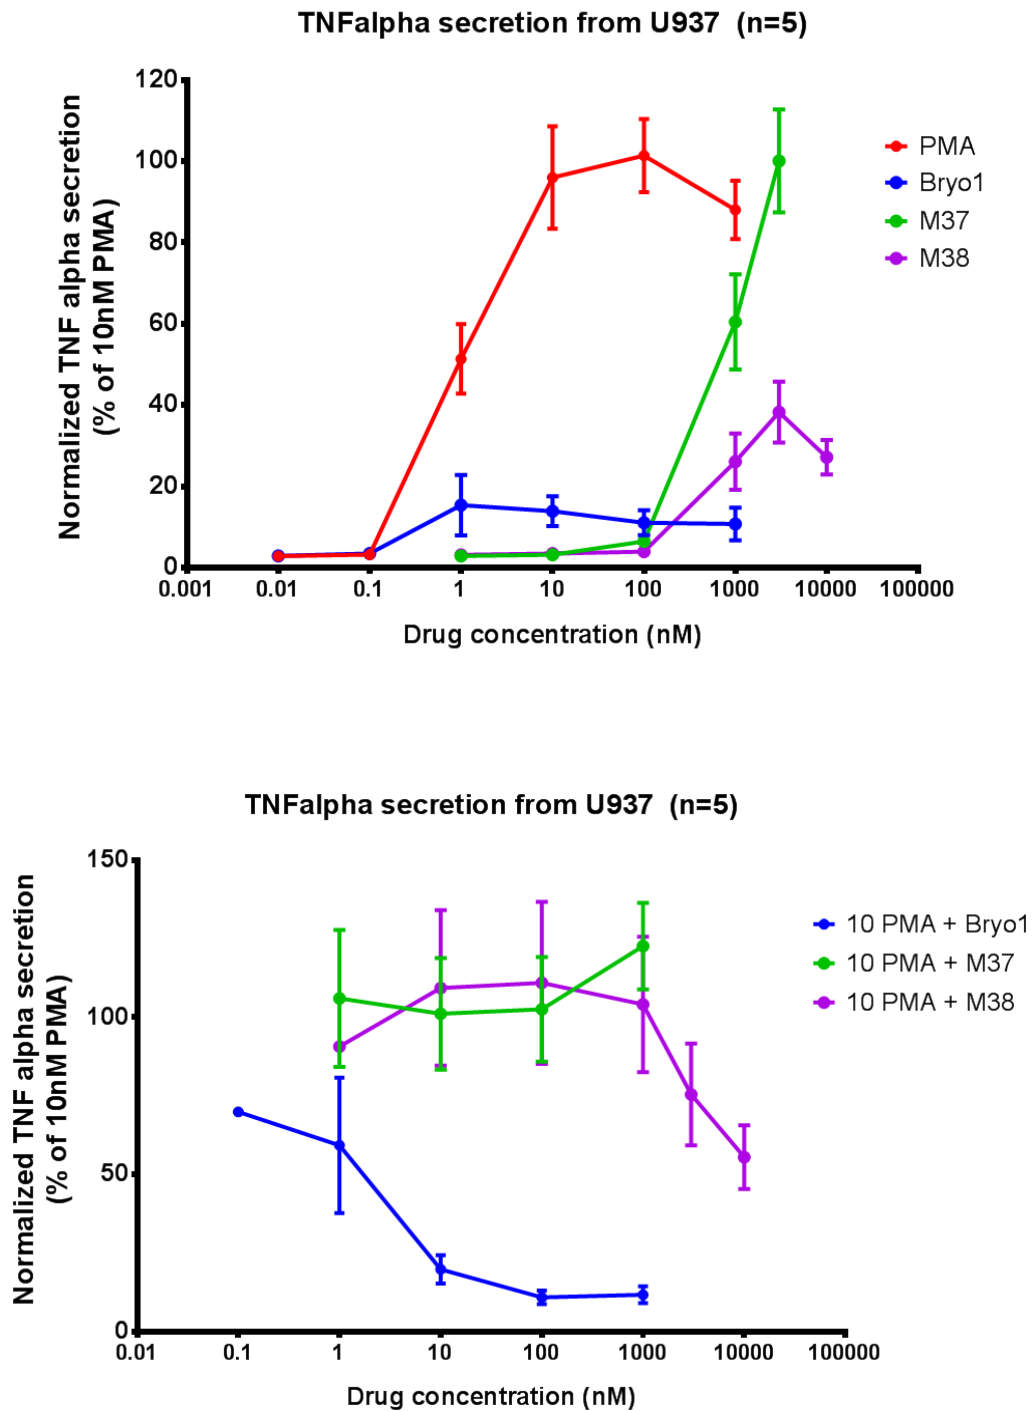 TNFalpha secretion from U937 (n=5)
Normalized TNF alpha secretion
(% of 10nM PMA)
120
100
80
60
40
20
0
0.001 0.01 0.1 1 10 100 1000 10000 100000
Drug concentration (nM)
PMA
Bryo1
M37
M38
TNFalpha secretion from U937 (n=5)
Normalized TNF alpha secretion
(% of 10nM PMA)
150
100
50
0
0.01 0.1 1 10 100 1000 10000 100000
Drug concentration (nM)
10 PMA + Bryo1
10 PMA + M37
10 PMA + M38